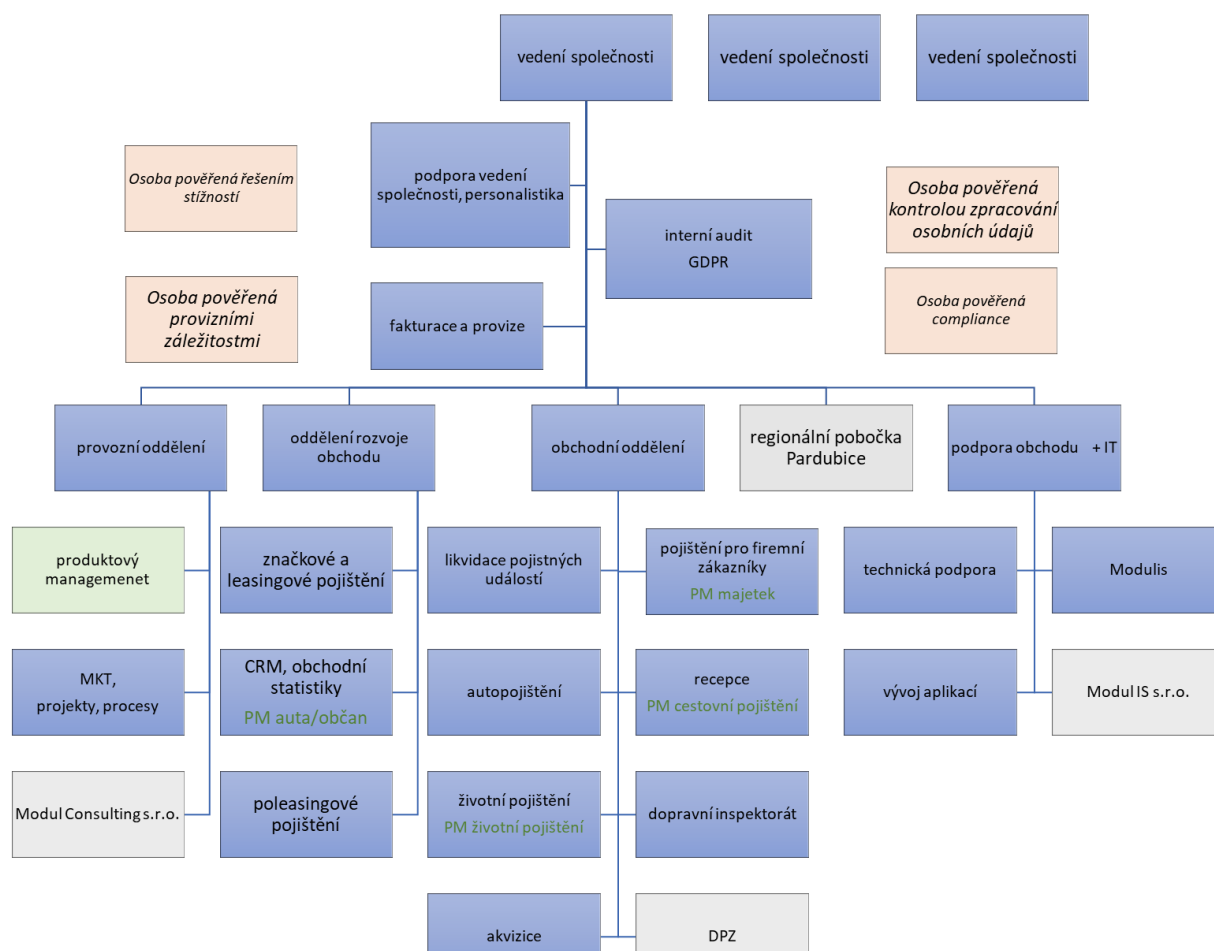 vedení společnosti
vedení společnosti
vedení společnosti
podpora vedení
společnosti, personalistika
Osoba pověřená řešením
stížností
Osoba pověřená
kontrolou zpracování
osobních údajů
interní audit
GDPR
Osoba pověřená
provizními
záležitostmi
fakturace a provize
Osoba pověřená
compliance
provozní oddělení
oddělení rozvoje
obchodu
obchodní oddělení
regionální pobočka
Pardubice
podpora obchodu + IT
produktový
managemenet
značkové a
leasingové pojištění
likvidace pojistných
událostí
pojištění pro firemní
zákazníky
PM majetek
technická podpora
Modulis
MKT,
projekty, procesy
CRM, obchodní
statistiky
PM auta/občan
autopojištění
recepce
PM cestovní pojištění
vývoj aplikací
Modul IS s.r.o.
Modul Consulting s.r.o.
poleasingové
pojištění
životní pojištění
PM životní pojištění
dopravní inspektorát
akvizice
DPZ